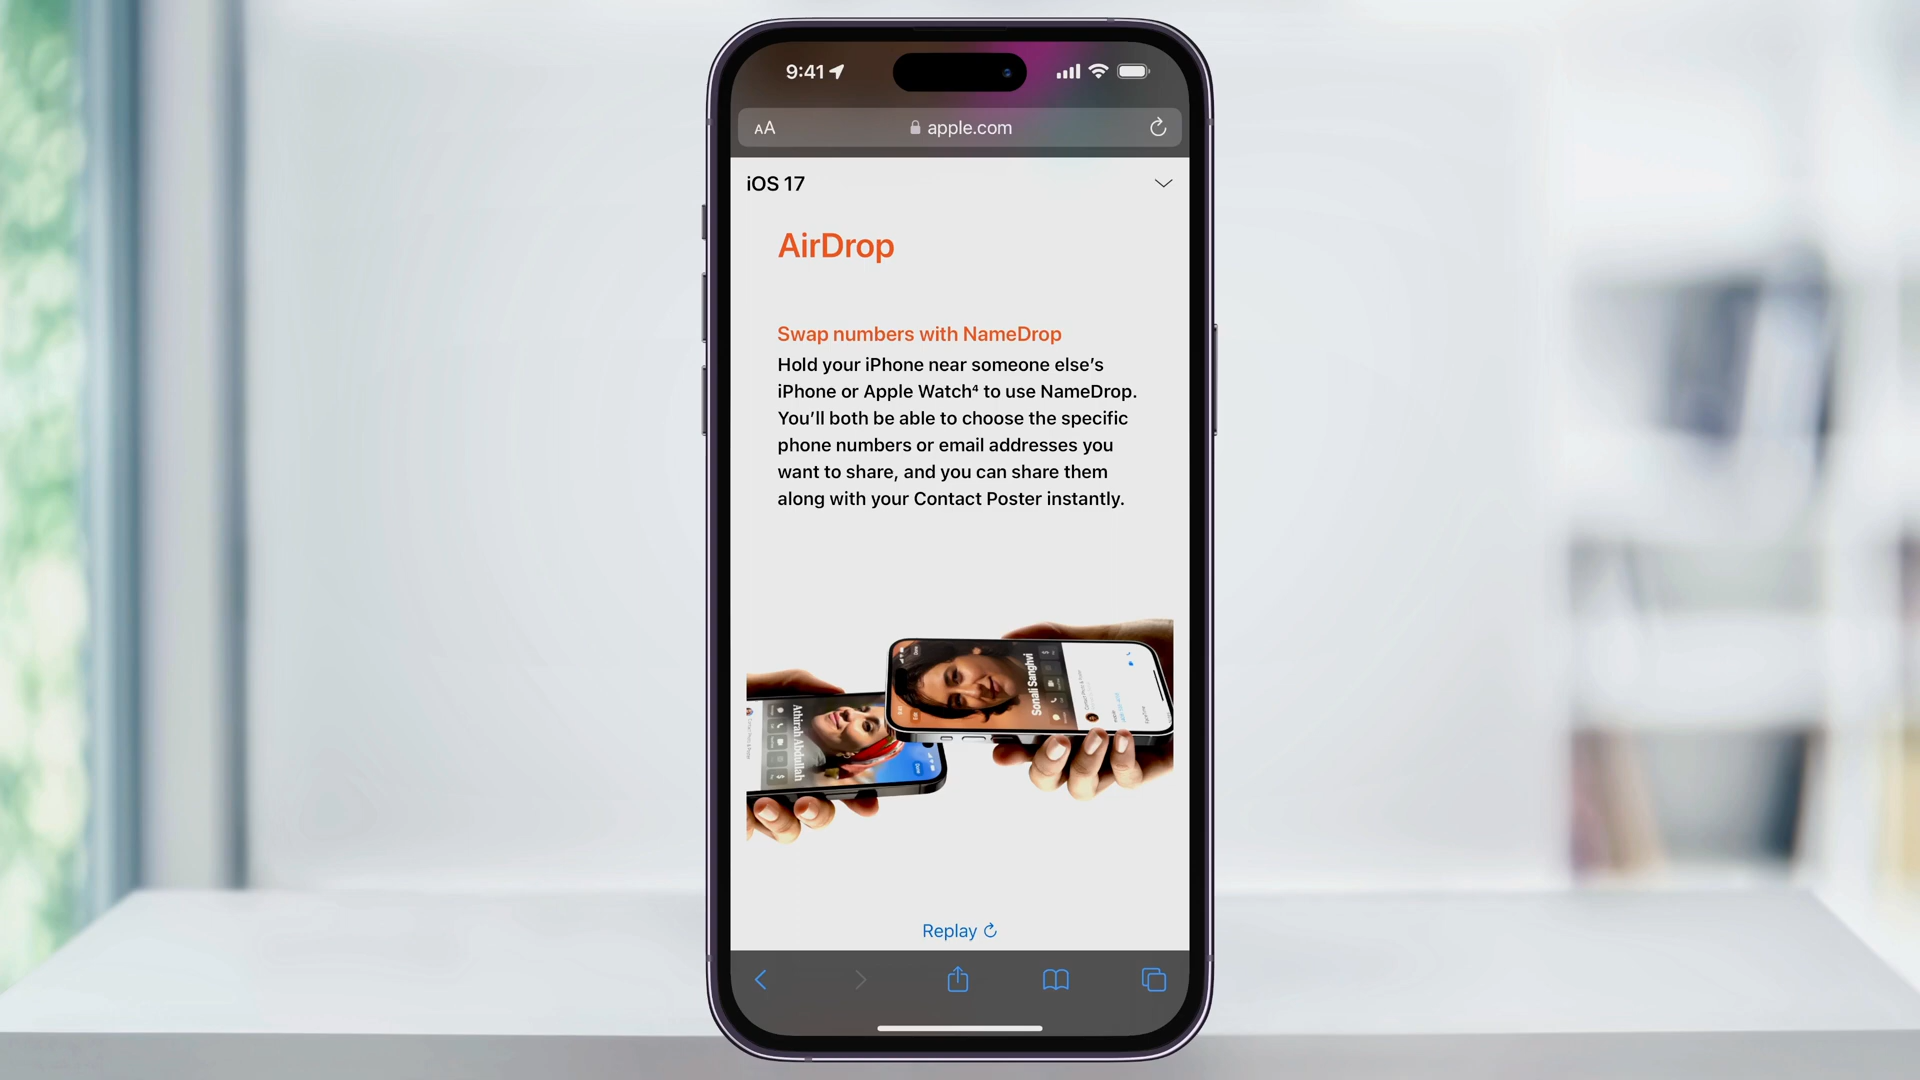 9:41
AA apple.com
iOS 17
AirDrop
Swap numbers with NameDrop
Hold your iPhone near someone else’s
iPhone or Apple Watch⁴ to use NameDrop.
You’ll both be able to choose the specific
phone numbers or email addresses you
want to share, and you can share them
along with your Contact Poster instantly.
Sonali Sanghvi
Athirah Abdullah
Replay